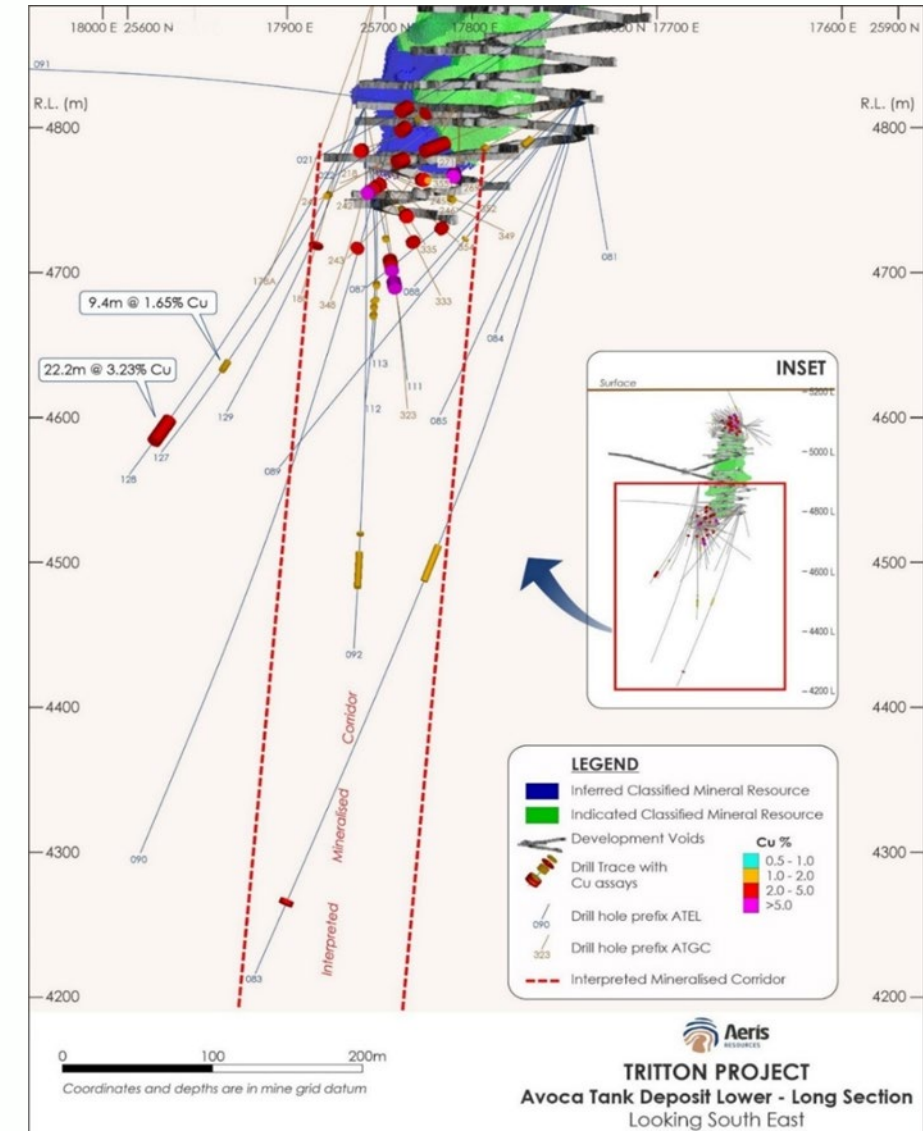 18000 E 25600 N 17900 E 25700 N 17800 E 17700 E 17600 E 25900 N
091
R.L. (m) R.L. (m)
4800 4800
021
081
349
335
354
243
4700 4700
178A
348
087
088
333
9.4m @ 1.65% Cu
084
22.2m @ 3.23% Cu
113
111
112
323
085
129
4600 4600
127
128
089
4500 4500
092
4400 4400
090
4300 4300
083
4200 4200
Interpreted Mineralised Corridor
INSET
Surface
5200 L
5000 L
4800 L
4600 L
4400 L
4200 L
LEGEND
Inferred Classified Mineral Resource
Indicated Classified Mineral Resource
Development Voids
Drill Trace with
Cu assays
Cu %
0.5 - 1.0
1.0 - 2.0
2.0 - 5.0
>5.0
090
Drill hole prefix ATEL
323
Drill hole prefix ATGC
Interpreted Mineralised Corridor
0 100 200m
Coordinates and depths are in mine grid datum
Aeris
RESOURCES
TRITTON PROJECT
Avoca Tank Deposit Lower - Long Section
Looking South East